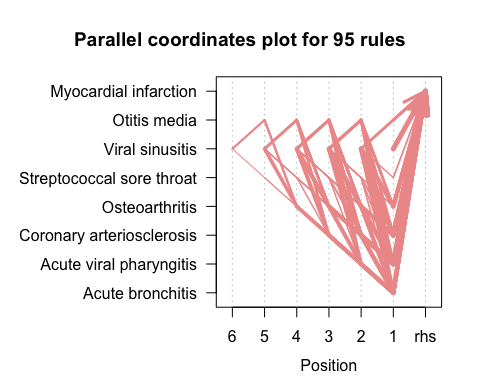 Parallel coordinates plot for 95 rules
Myocardial infarction
Otitis media
Viral sinusitis
Streptococcal sore throat
Osteoarthritis
Coronary arteriosclerosis
Acute viral pharyngitis
Acute bronchitis
6 5 4 3 2 1 rhs
Position